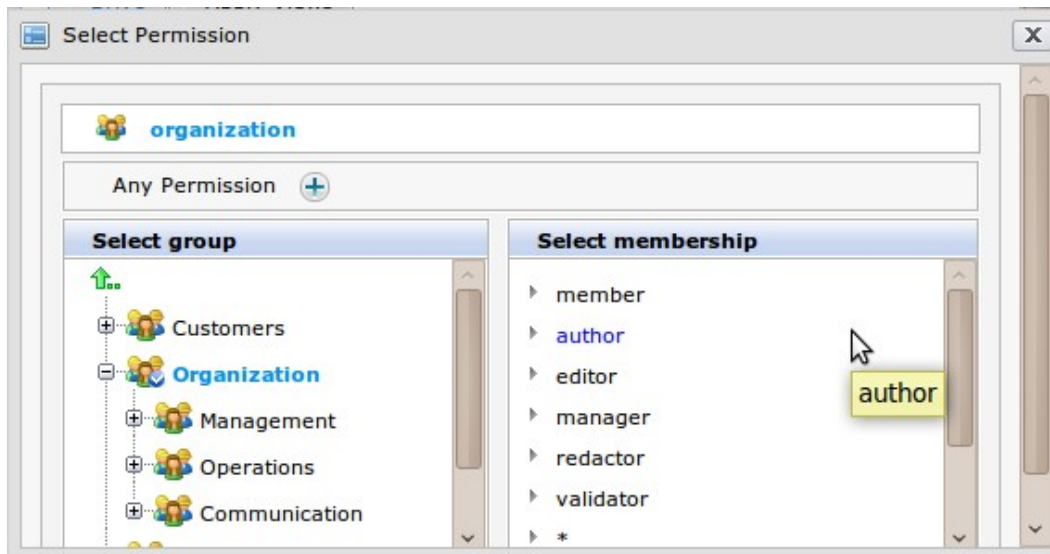 Select Permission
X
organization
Any Permission
Select group
Select membership
Customers
Organization
Management
Operations
Communication
member
author
editor
manager
redactor
validator
*
author